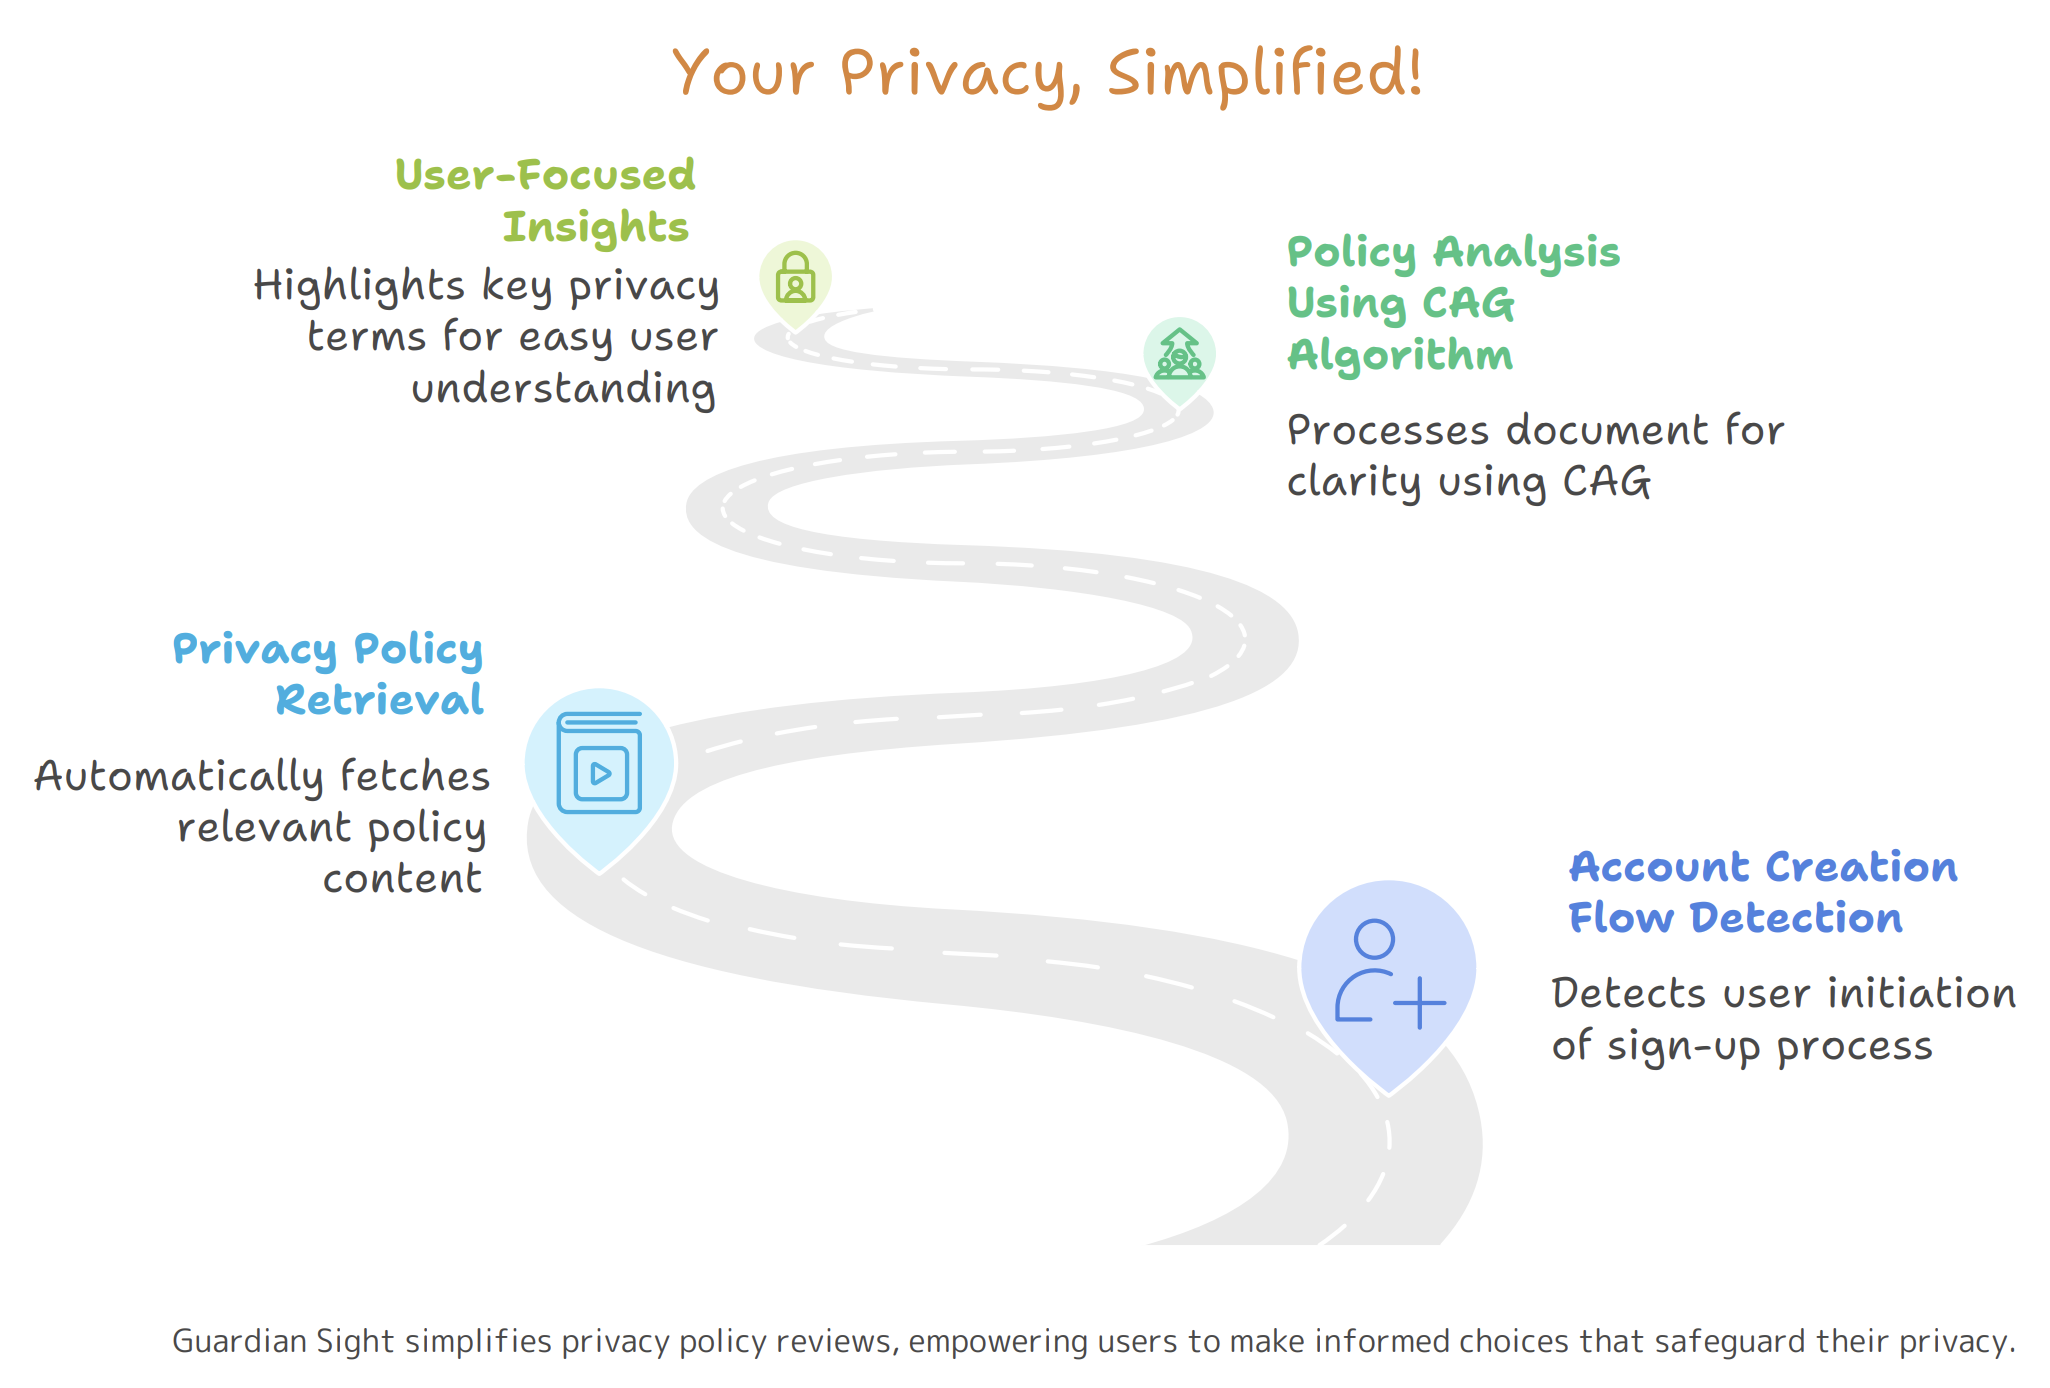 Your Privacy, Simplified!
User-Focused
Insights
Highlights key privacy
terms for easy user
understanding
Policy Analysis
Using CAG
Algorithm
Processes document for
clarity using CAG
Privacy Policy
Retrieval
Automatically fetches
relevant policy
content
Account Creation
Flow Detection
Detects user initiation
of sign-up process
Guardian Sight simplifies privacy policy reviews, empowering users to make informed choices that safeguard their privacy.